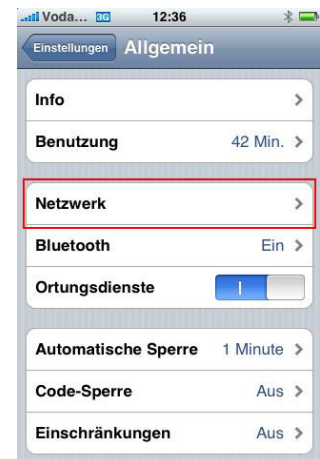 Voda... 3G 12:36
Einstellungen Allgemein
Info
Benutzung 42 Min.
Netzwerk
Bluetooth Ein
Ortungsdienste
Automatische Sperre 1 Minute
Code-Sperre Aus
Einschränkungen Aus